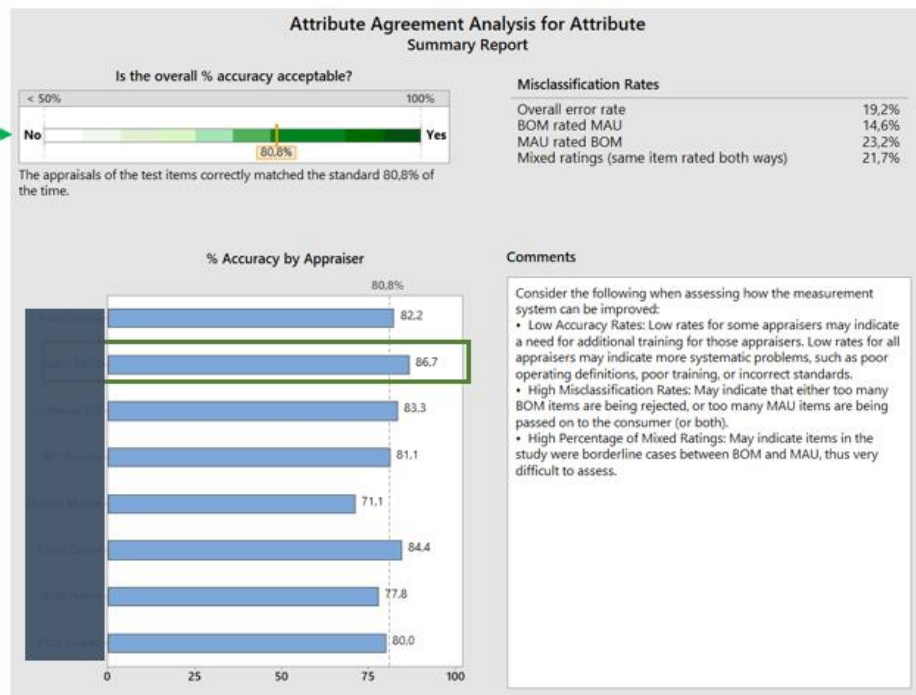 Attribute Agreement Analysis for Attribute
Summary Report
Is the overall % accuracy acceptable?
< 50%
100%
No
Yes
80,8%
The appraisals of the test items correctly matched the standard 80,8% of
the time.
Misclassification Rates
Overall error rate 19,2%
BOM rated MAU 14,6%
MAU rated BOM 23,2%
Mixed ratings (same item rated both ways) 21,7%
% Accuracy by Appraiser
80,8%
82,2
86,7
83,3
81,1
71,1
84,4
77,8
80,0
0 25 50 75 100
Comments
Consider the following when assessing how the measurement
system can be improved:
• Low Accuracy Rates: Low rates for some appraisers may indicate
a need for additional training for those appraisers. Low rates for all
appraisers may indicate more systematic problems, such as poor
operating definitions, poor training, or incorrect standards.
• High Misclassification Rates: May indicate that either too many
BOM items are being rejected, or too many MAU items are being
passed on to the consumer (or both).
• High Percentage of Mixed Ratings: May indicate items in the
study were borderline cases between BOM and MAU, thus very
difficult to assess.